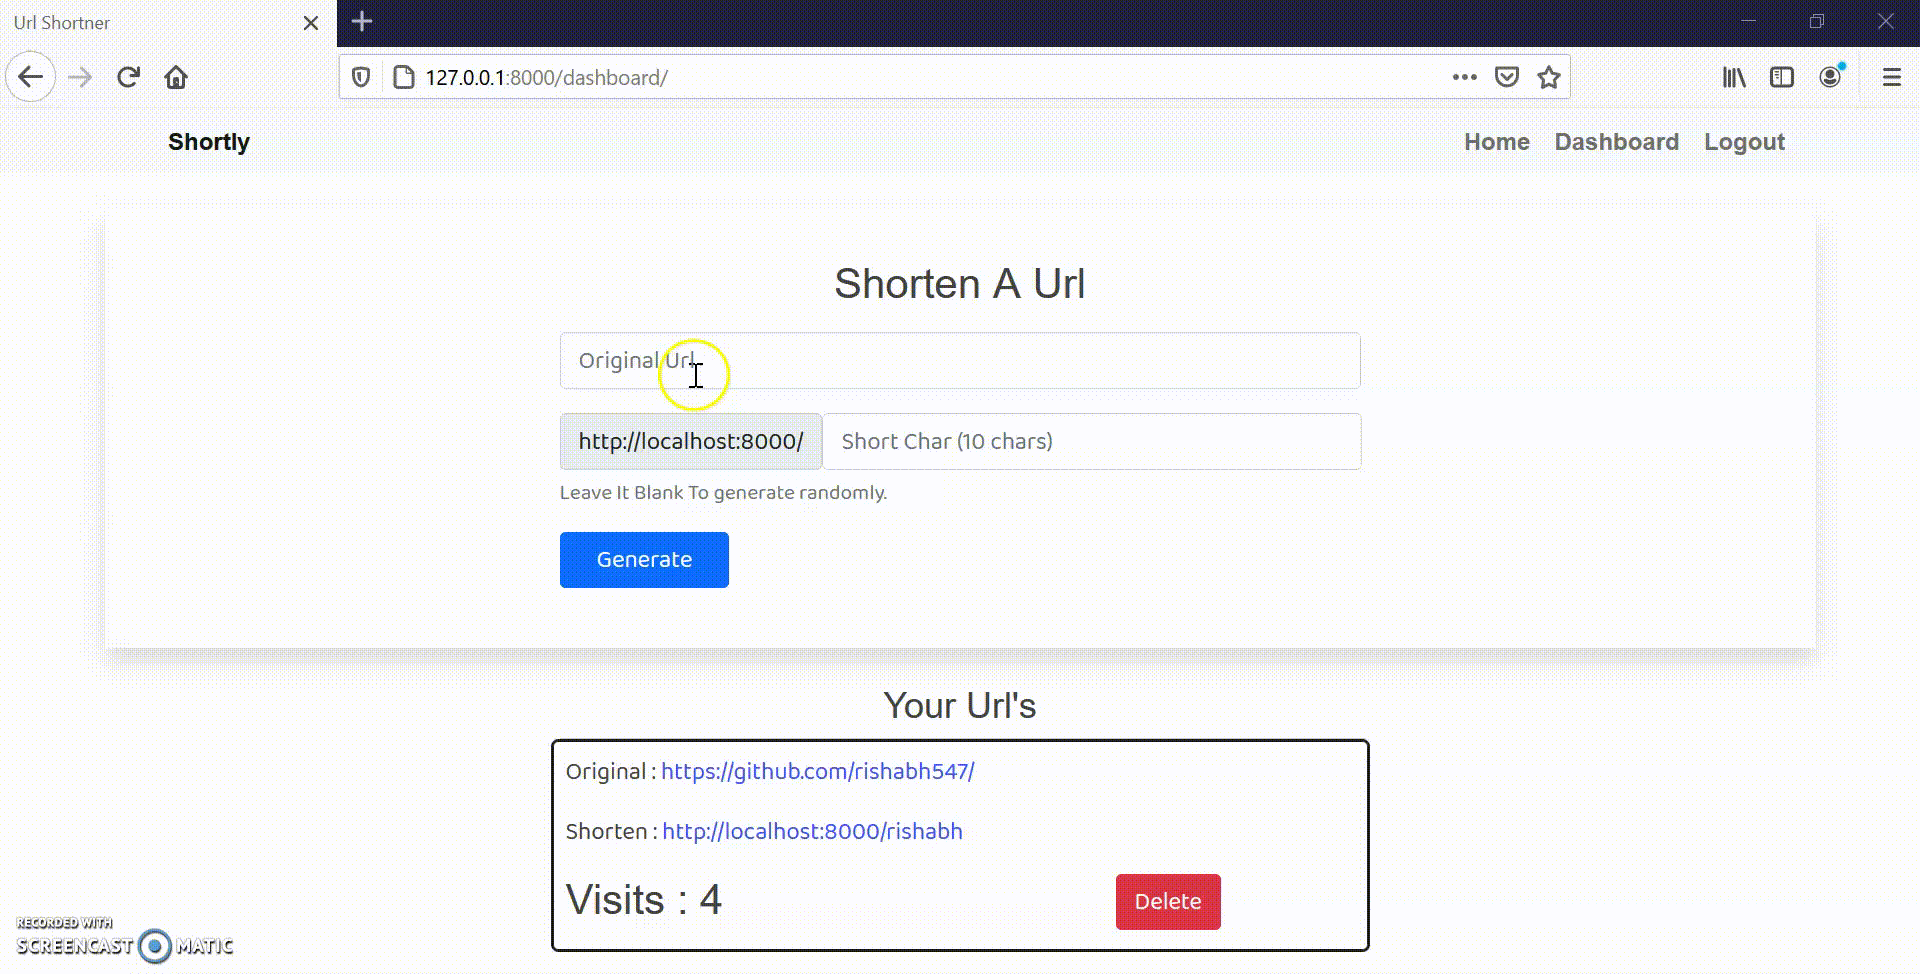 Url Shortner
127.0.0.1:8000/dashboard/
Shortly
Home Dashboard Logout
Shorten A Url
Original Url
http://localhost:8000/ Short Char (10 chars)
Leave It Blank To generate randomly.
Generate
Your Url's
Original : https://github.com/rishabh547/
Shorten : http://localhost:8000/rishabh
Visits : 4
Delete
RECORDED WITH
SCREENCAST MATIC